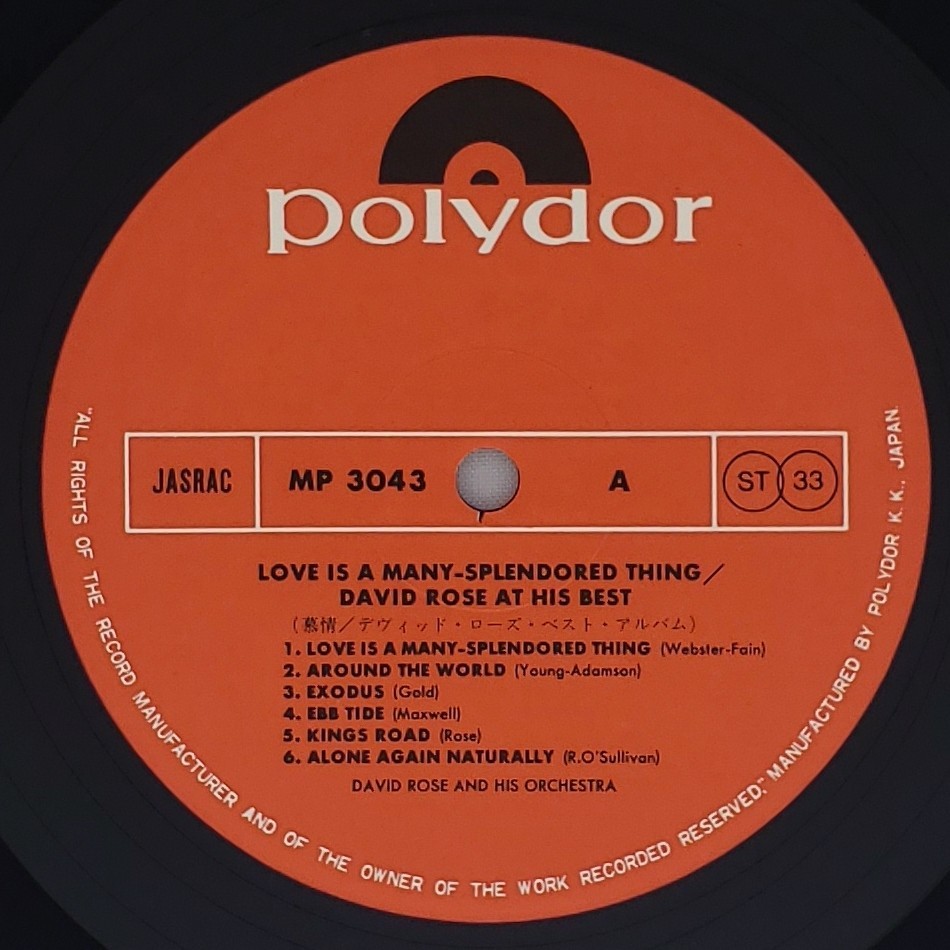 polydor
JASRAC MP 3043 A ST 33
LOVE IS A MANY-SPLENDORED THING/
DAVID ROSE AT HIS BEST
(慕情/デヴィッド・ローズ・ベスト・アルバム)
1. LOVE IS A MANY-SPLENDORED THING (Webster-Fain)
2. AROUND THE WORLD (Young-Adamson)
3. EXODUS (Gold)
4. EBB TIDE (Maxwell)
5. KINGS ROAD (Rose)
6. ALONE AGAIN NATURALLY (R.O'Sullivan)
DAVID ROSE AND HIS ORCHESTRA
"ALL RIGHTS OF THE RECORD MANUFACTURER AND OF THE OWNER OF THE WORK RECORDED RESERVED." MANUFACTURED BY POLYDOR K.K., JAPAN.